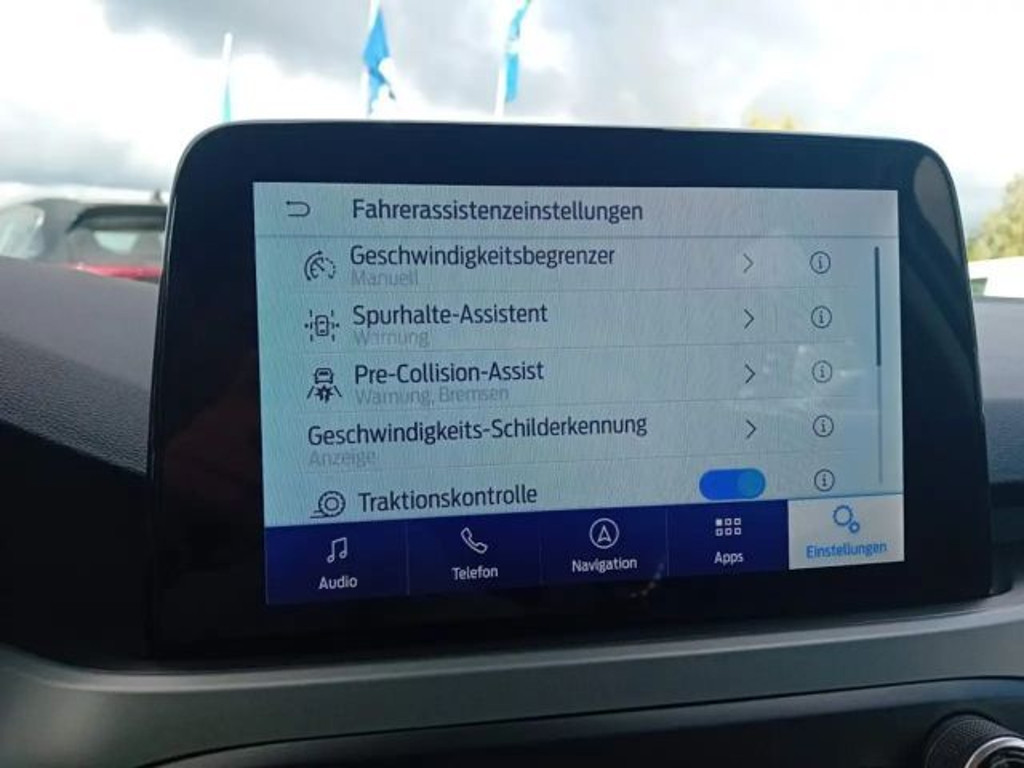 Fahrerassistenzeinstellungen
Geschwindigkeitsbegrenzer
Manuell
Spurhalte-Assistent
Warnung
Pre-Collision-Assist
Warnung, Bremsen
Geschwindigkeits-Schilderkennung
Anzeige
Traktionskontrolle
Audio
Telefon
Navigation
Apps
Einstellungen